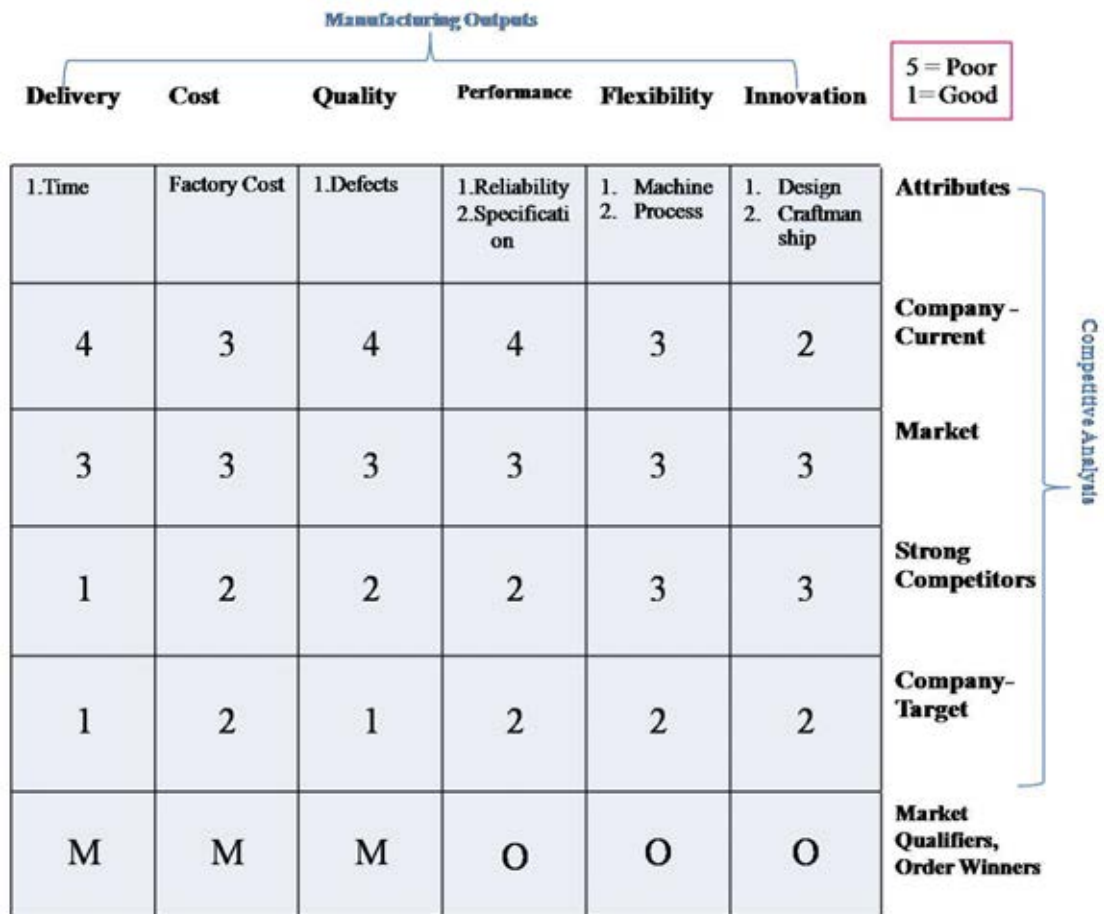 Manufacturing Outputs
5 = Poor
1= Good
Delivery Cost Quality Performance Flexibility Innovation
1.Time
Factory Cost
1.Defects
1.Reliability
2.Specificati
on
1. Machine
2. Process
1. Design
2. Craftman
ship
Attributes
4 3 4 4 3 2
Company -
Current
3 3 3 3 3 3
Market
1 2 2 2 3 3
Strong
Competitors
1 2 1 2 2 2
Company-
Target
M M M O O O
Market
Qualifiers,
Order Winners
Competitive Analysis